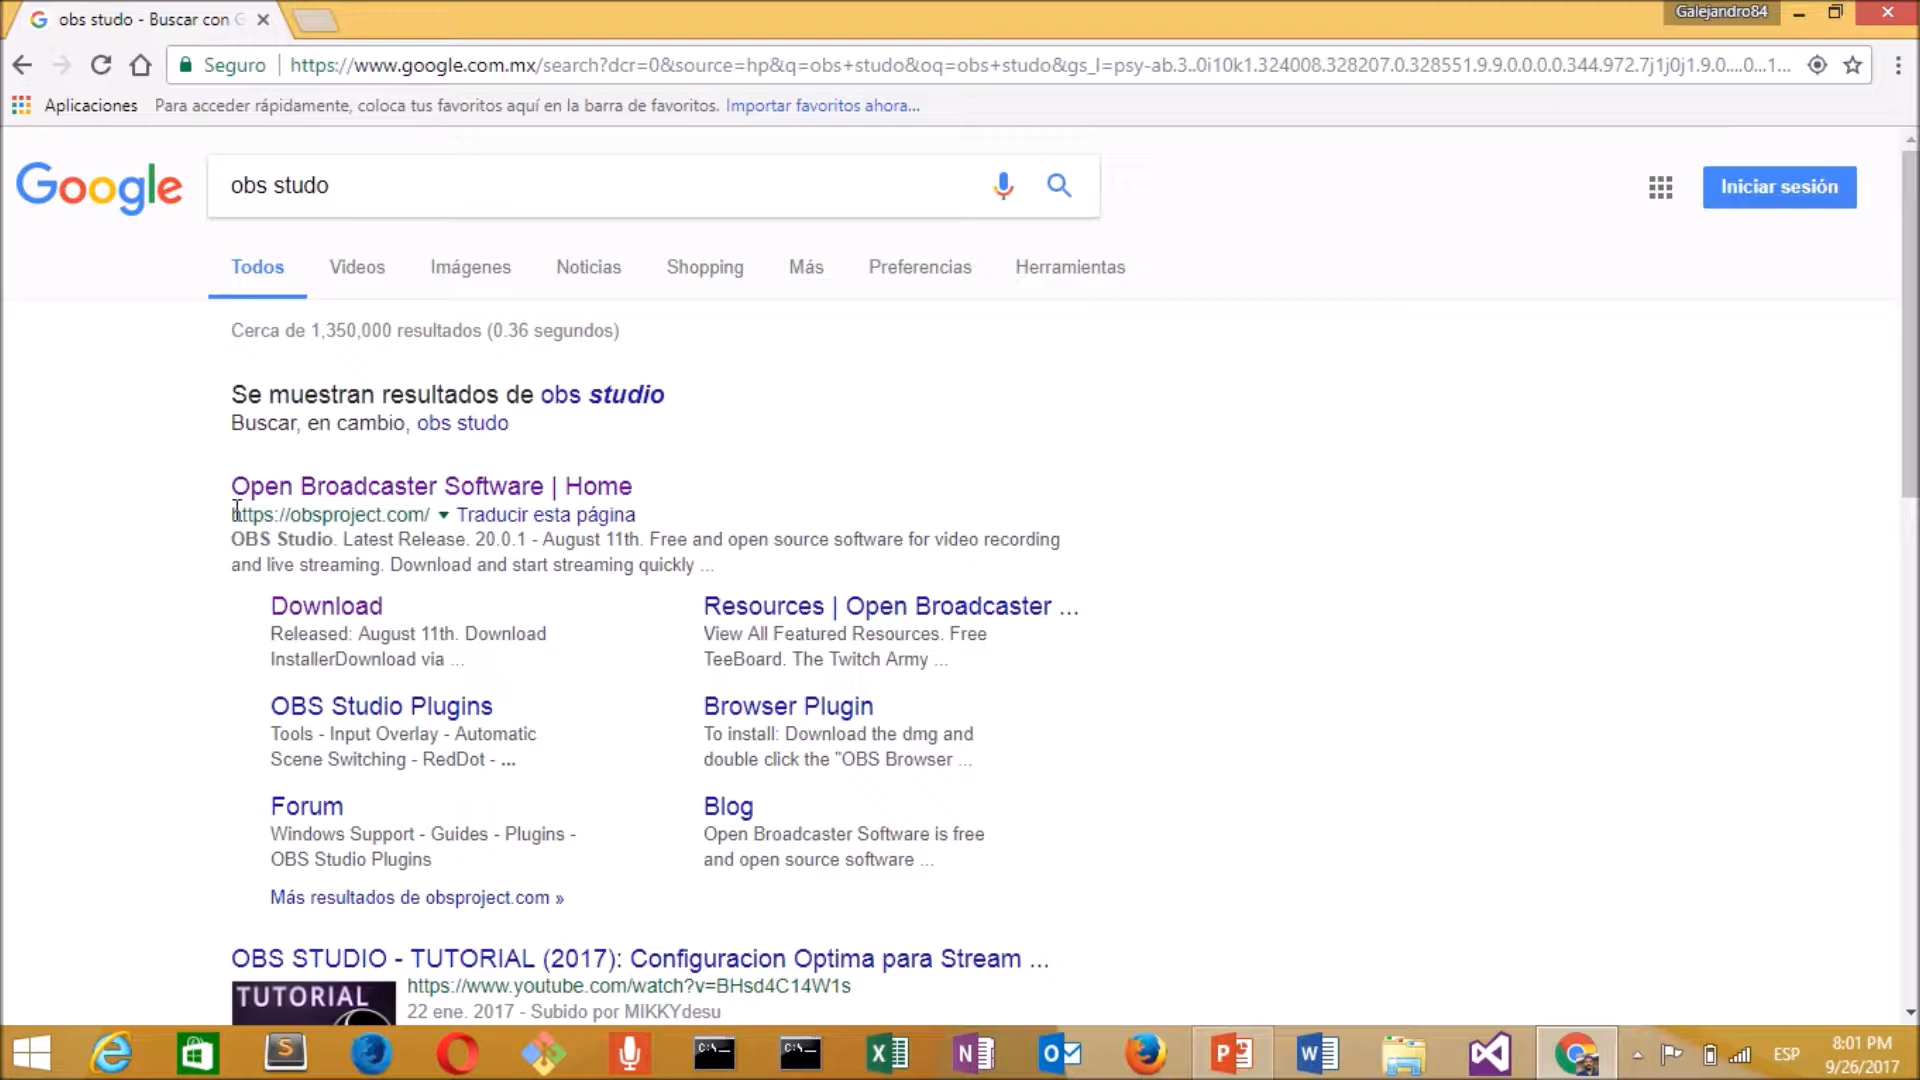 obs studo - Buscar con G
Galejandro84
Seguro
https://www.google.com.mx/search?dcr=0&source=hp&q=obs+studo&oq=obs+studo&gs_l=psy-ab.3..0i10k1.324008.328207.0.328551.9.9.0.0.0.0.344.972.7j1j0j1.9.0....0...1...
Aplicaciones
Para acceder rápidamente, coloca tus favoritos aquí en la barra de favoritos. Importar favoritos ahora...
Google
obs studo
Iniciar sesión
Todos Videos Imágenes Noticias Shopping Más Preferencias Herramientas
Cerca de 1,350,000 resultados (0.36 segundos)
Se muestran resultados de obs studio
Buscar, en cambio, obs studo
Open Broadcaster Software | Home
https://obsproject.com/ Traducir esta página
OBS Studio. Latest Release. 20.0.1 - August 11th. Free and open source software for video recording
and live streaming. Download and start streaming quickly ...
Download
Released: August 11th. Download
InstallerDownload via ...
Resources | Open Broadcaster ...
View All Featured Resources. Free
TeeBoard. The Twitch Army ...
OBS Studio Plugins
Tools - Input Overlay - Automatic
Scene Switching - RedDot - ...
Browser Plugin
To install: Download the dmg and
double click the "OBS Browser ...
Forum
Windows Support - Guides - Plugins -
OBS Studio Plugins
Blog
Open Broadcaster Software is free
and open source software ...
Más resultados de obsproject.com »
OBS STUDIO - TUTORIAL (2017): Configuracion Optima para Stream ...
TUTORIAL
https://www.youtube.com/watch?v=BHsd4C14W1s
22 ene. 2017 - Subido por MIKKYdesu
ESP
8:01 PM
9/26/2017